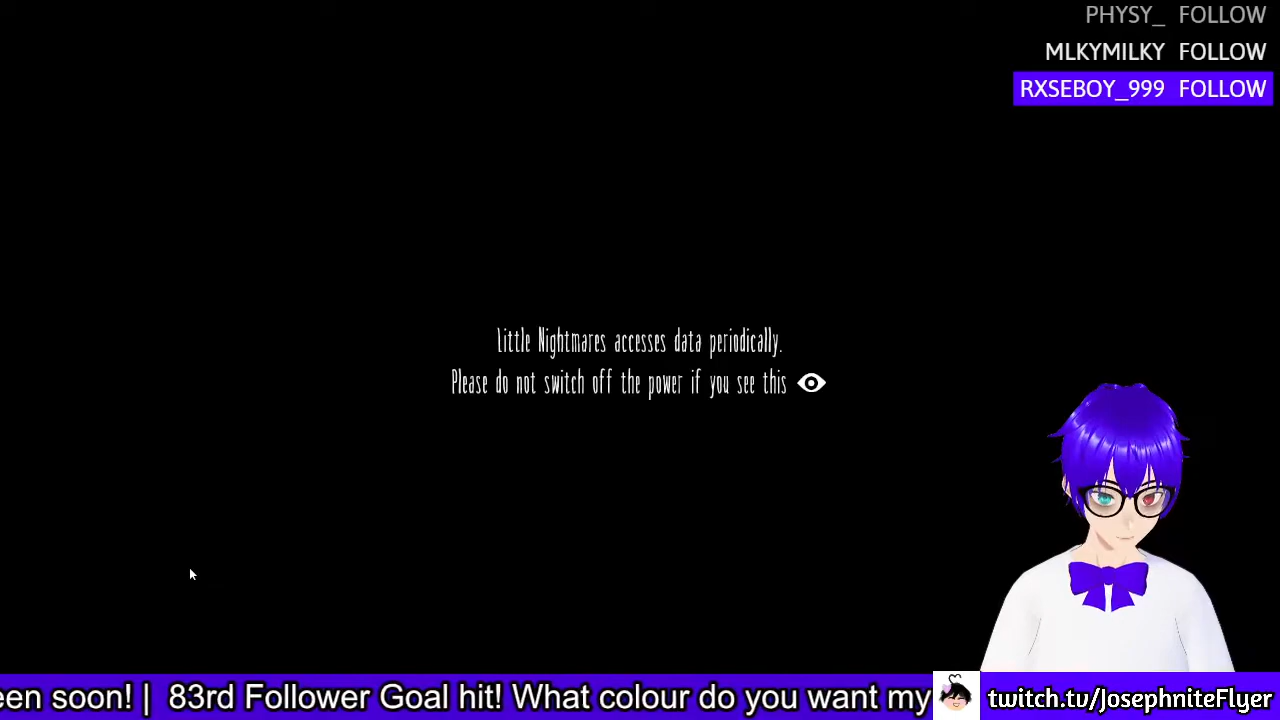 PHYSY_ FOLLOW
MLKYMILKY FOLLOW
RXSEBOY_999 FOLLOW
Little Nightmares accesses data periodically.
Please do not switch off the power if you see this
een soon! | 83rd Follower Goal hit! What colour do you want my
twitch.tv/JosephniteFlyer